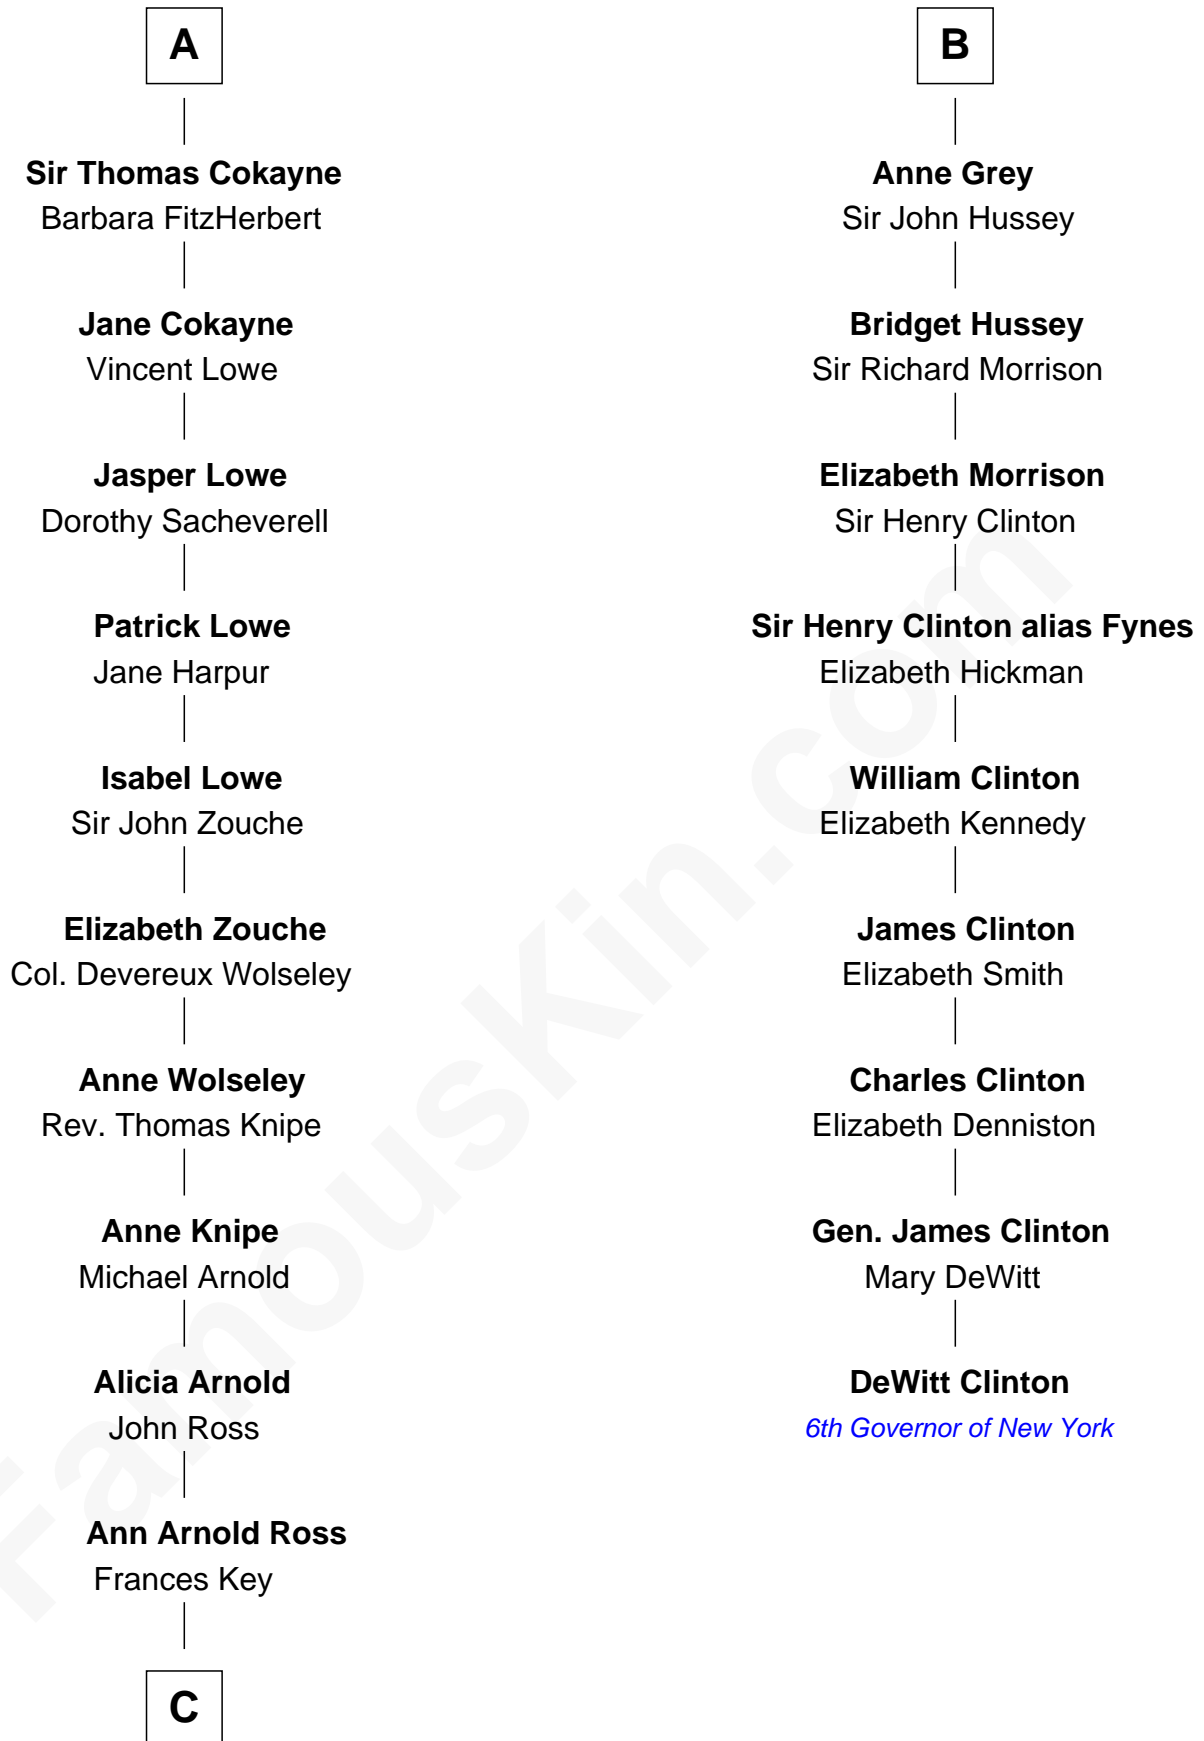 A
Sir Thomas Cokayne
Barbara FitzHerbert
Jane Cokayne
Vincent Lowe
Jasper Lowe
Dorothy Sacheverell
Patrick Lowe
Jane Harpur
Isabel Lowe
Sir John Zouche
Elizabeth Zouche
Col. Devereux Wolseley
Anne Wolseley
Rev. Thomas Knipe
Anne Knipe
Michael Arnold
Alicia Arnold
John Ross
Ann Arnold Ross
Frances Key
C
B
Anne Grey
Sir John Hussey
Bridget Hussey
Sir Richard Morrison
Elizabeth Morrison
Sir Henry Clinton
Sir Henry Clinton alias Fynes
Elizabeth Hickman
William Clinton
Elizabeth Kennedy
James Clinton
Elizabeth Smith
Charles Clinton
Elizabeth Denniston
Gen. James Clinton
Mary DeWitt
DeWitt Clinton
6th Governor of New York
FamousKin.com